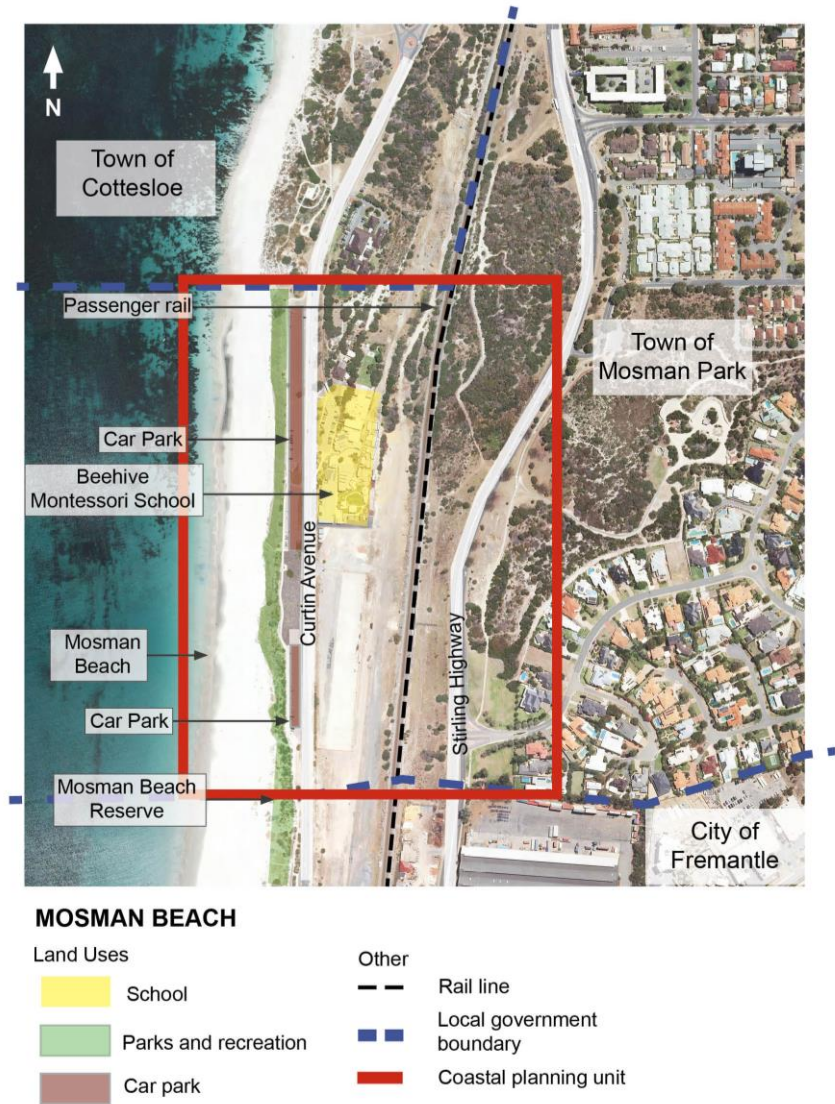 N
Town of
Cottesloe
Passenger rail
Town of
Mosman Park
Car Park
Beehive
Montessori School
Curtin Avenue
Mosman
Beach
Stirling Highway
Car Park
Mosman Beach
Reserve
City of
Fremantle
MOSMAN BEACH
Land Uses
School
Parks and recreation
Car park
Other
Rail line
Local government
boundary
Coastal planning unit